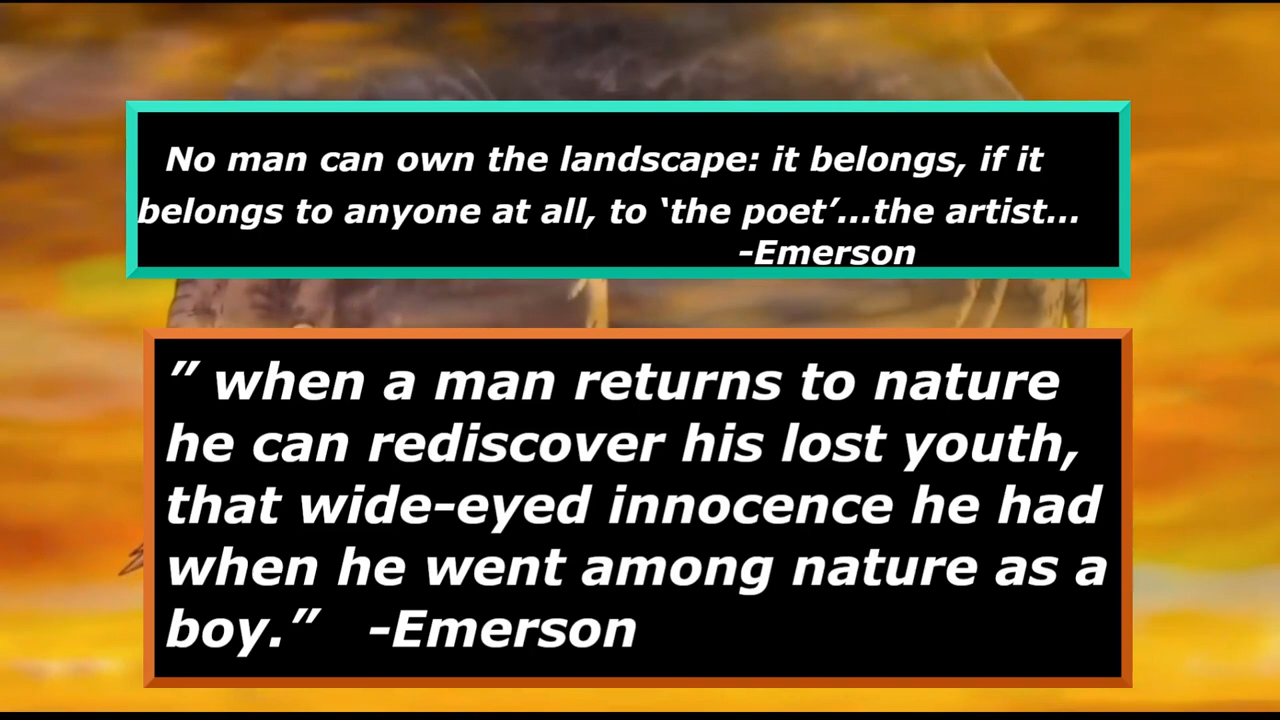 No man can own the landscape: it belongs, if it
belongs to anyone at all, to ‘the poet’...the artist...
-Emerson
” when a man returns to nature
he can rediscover his lost youth,
that wide-eyed innocence he had
when he went among nature as a
boy.” -Emerson